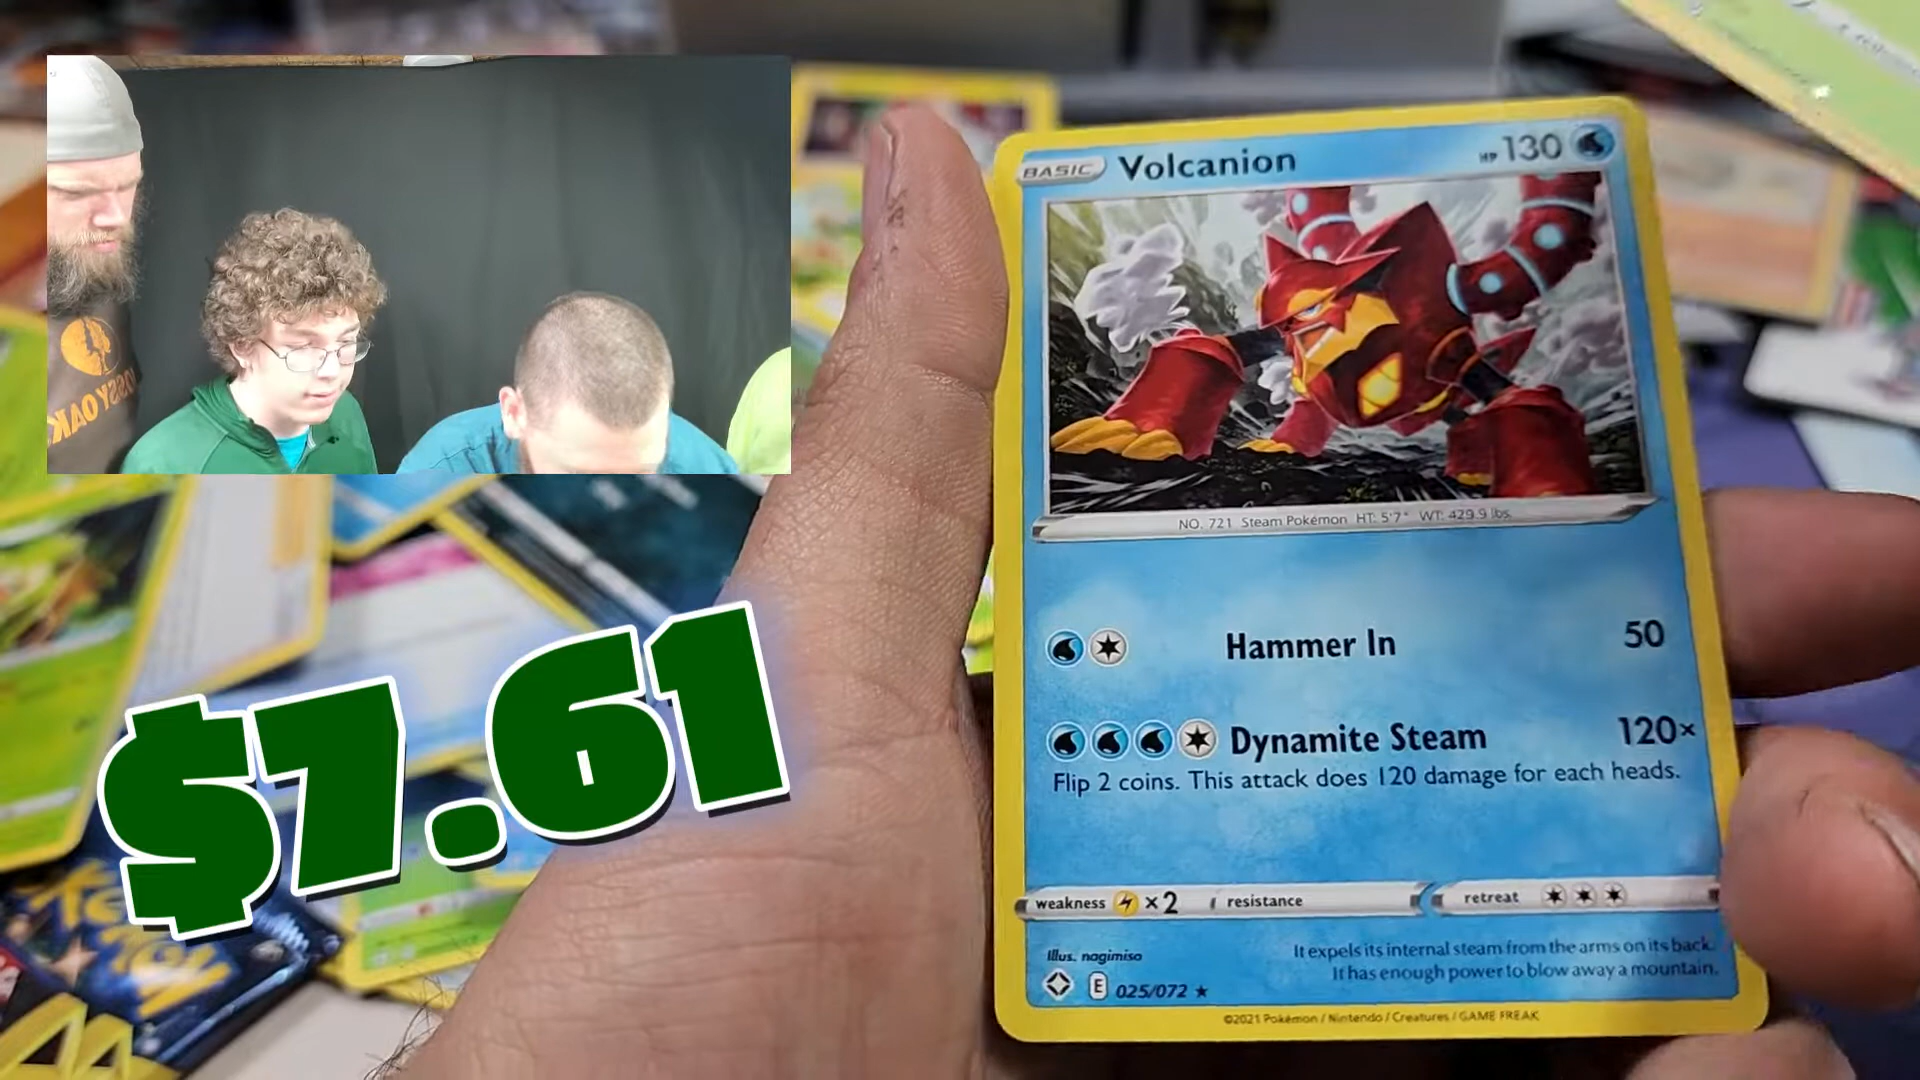 BASIC Volcanion HP 130
NO. 721 Steam Pokémon HT: 5'7" WT: 429.9 lbs.
Hammer In 50
Dynamite Steam 120×
Flip 2 coins. This attack does 120 damage for each heads.
weakness ×2 resistance retreat
Illus. nagimiso
It expels its internal steam from the arms on its back.
It has enough power to blow away a mountain.
E 025/072 ★
©2021 Pokémon / Nintendo / Creatures / GAME FREAK
$7.61